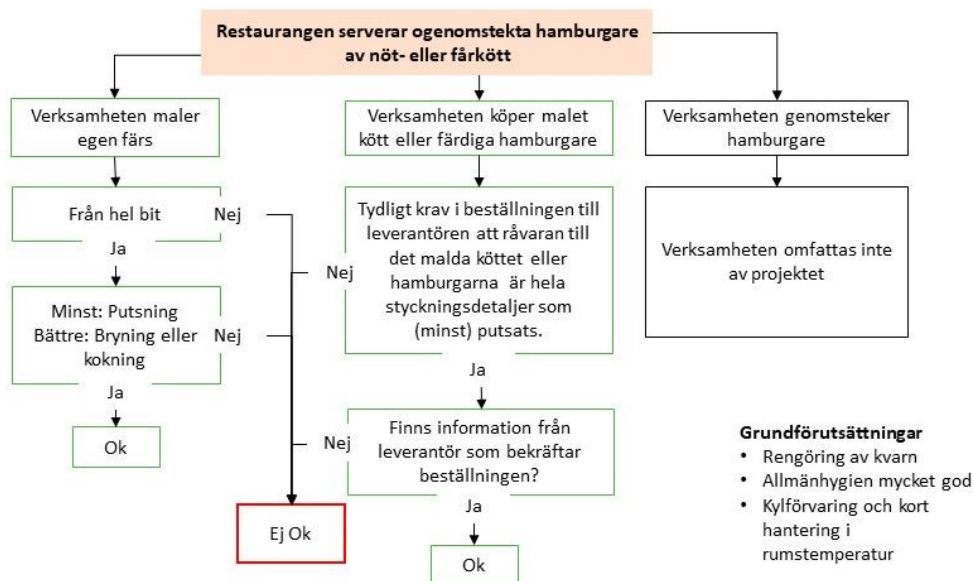 Restaurangen serverar ogenomstekta hamburgare
av nöt- eller fårkött
Verksamheten maler
egen färs
Verksamheten köper malet
kött eller färdiga hamburgare
Verksamheten genomsteker
hamburgare
Från hel bit
Nej
Ja
Minst: Putsning
Bättre: Bryning eller
kokning
Nej
Ja
Ok
Tydligt krav i beställningen till
leverantören att råvaran till
det malda köttet eller
hamburgarna är hela
styckningsdetaljer som
(minst) putsats.
Nej
Ja
Finns information från
leverantör som bekräftar
beställningen?
Nej
Ja
Ok
Ej Ok
Verksamheten omfattas inte
av projektet
Grundförutsättningar
• Rengöring av kvarn
• Allmänhygien mycket god
• Kylförvaring och kort
hantering i
rumstemperatur